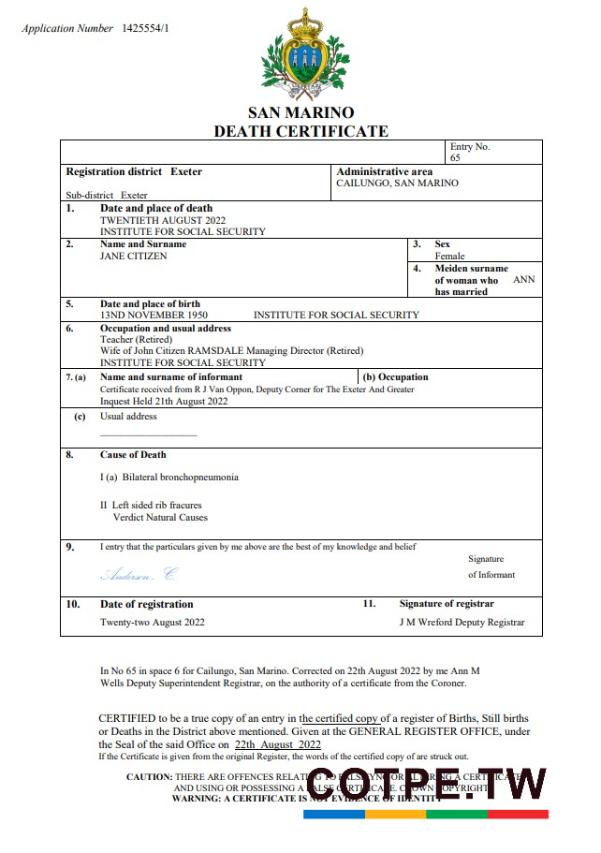 Application Number 1425554/1
SAN MARINO
DEATH CERTIFICATE
Entry No.
65
Registration district Exeter
Administrative area
CAILUNGO, SAN MARINO
Sub-district Exeter
1. Date and place of death
TWENTIETH AUGUST 2022
INSTITUTE FOR SOCIAL SECURITY
2. Name and Surname
JANE CITIZEN
3. Sex
Female
4. Meiden surname
of woman who
has married
ANN
5. Date and place of birth
13ND NOVEMBER 1950 INSTITUTE FOR SOCIAL SECURITY
6. Occupation and usual address
Teacher (Retired)
Wife of John Citizen RAMSDALE Managing Director (Retired)
INSTITUTE FOR SOCIAL SECURITY
7. (a) Name and surname of informant
(b) Occupation
Certificate received from R J Van Oppon, Deputy Corner for The Exeter And Greater
Inquest Held 21th August 2022
(c) Usual address
8. Cause of Death
I (a) Bilateral bronchopneumonia
II Left sided rib fracures
Verdict Natural Causes
9. I entry that the particulars given by me above are the best of my knowledge and belief
Andersen. C.
Signature
of Informant
10. Date of registration
11. Signature of registrar
Twenty-two August 2022
J M Wreford Deputy Registrar
In No 65 in space 6 for Cailungo, San Marino. Corrected on 22th August 2022 by me Ann M
Wells Deputy Superintendent Registrar, on the authority of a certificate from the Coroner.
CERTIFIED to be a true copy of an entry in the certified copy of a register of Births, Still births
or Deaths in the District above mentioned. Given at the GENERAL REGISTER OFFICE, under
the Seal of the said Office on 22th August 2022
If the Certificate is given from the original Register, the words of the certified copy of are struck out.
CAUTION: THERE ARE OFFENCES RELATING TO FALSIFYING OR ALTERING A CERTIFICATE
AND USING OR POSSESSING A FALSE CERTIFICATE. CROWN COPYRIGHT
WARNING: A CERTIFICATE IS NOT EVIDENCE OF IDENTITY
COTPE.TW